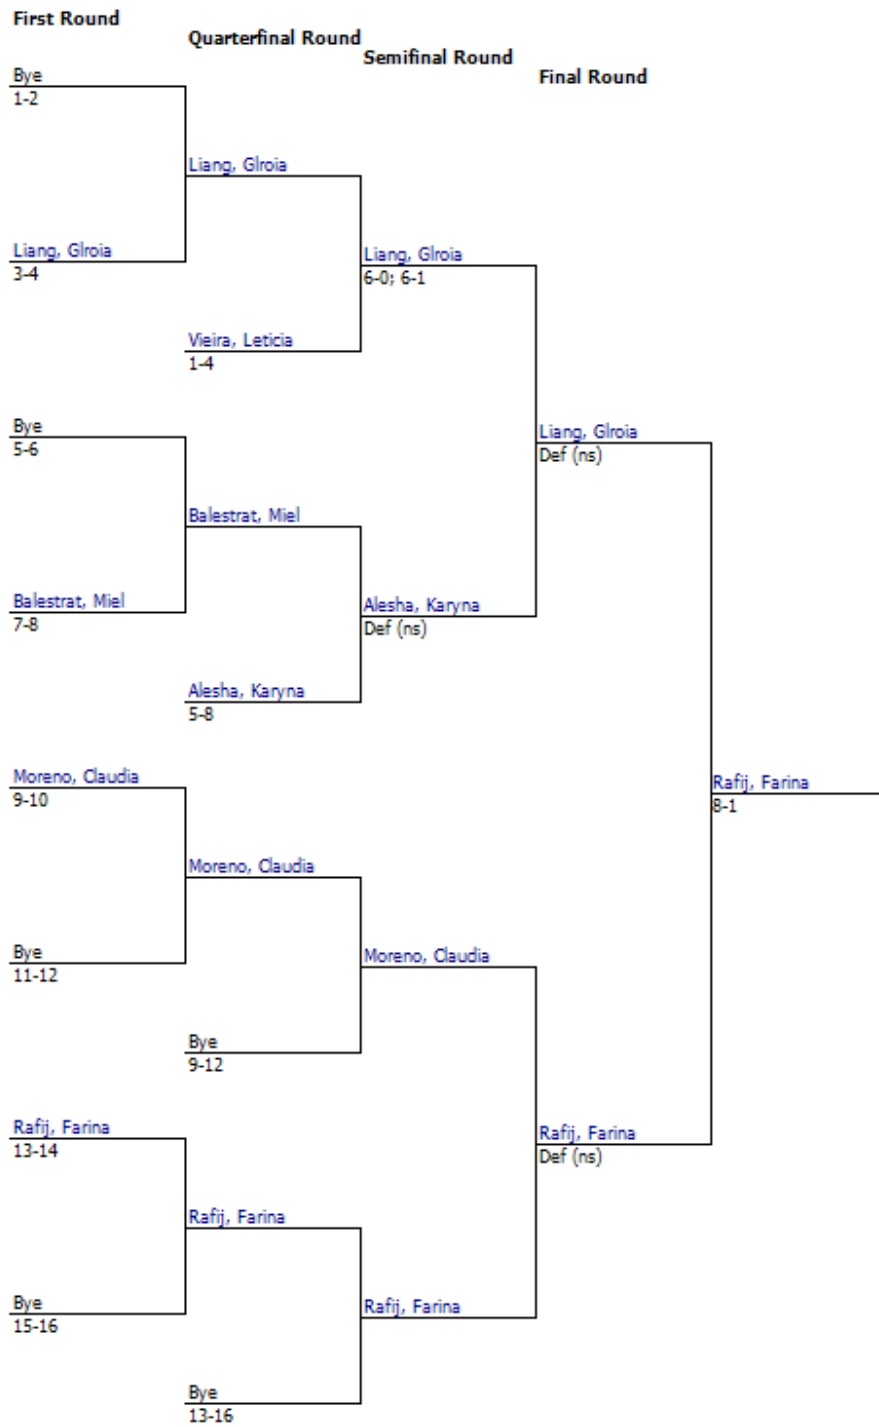 First Round
Quarterfinal Round
Semifinal Round
Final Round
Bye
1-2
Liang, Glroia
Liang, Glroia
3-4
Liang, Glroia
6-0; 6-1
Vieira, Leticia
1-4
Bye
5-6
Liang, Glroia
Def (ns)
Balestrat, Miel
Balestrat, Miel
7-8
Alesha, Karyna
Def (ns)
Alesha, Karyna
5-8
Moreno, Claudia
9-10
Rafij, Farina
8-1
Moreno, Claudia
Bye
11-12
Moreno, Claudia
Bye
9-12
Rafij, Farina
13-14
Rafij, Farina
Def (ns)
Rafij, Farina
Bye
15-16
Rafij, Farina
Bye
13-16